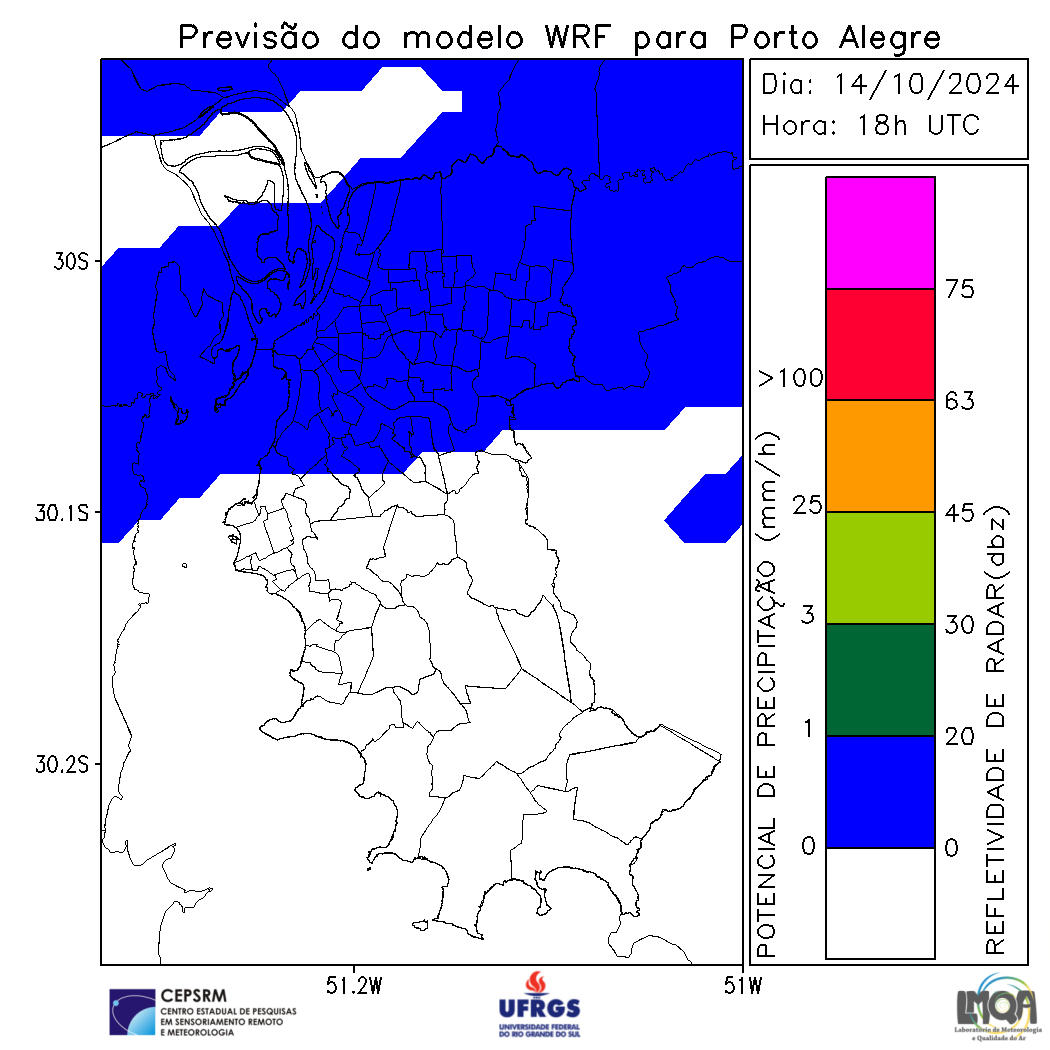 Previsão do modelo WRF para Porto Alegre
Dia: 14/10/2024
Hora: 18h UTC
30S
30.1S
30.2S
51.2W
51W
POTENCIAL DE PRECIPITAÇÃO (mm/h)
>100
25
3
1
0
75
63
45
30
20
0
REFLETIVIDADE DE RADAR(dbz)
CEPSRM
CENTRO ESTADUAL DE PESQUISAS
EM SENSORIAMENTO REMOTO
E METEOROLOGIA
UFRGS
UNIVERSIDADE FEDERAL
DO RIO GRANDE DO SUL
LMQA
Laboratório de Meteorologia
e Qualidade do Ar